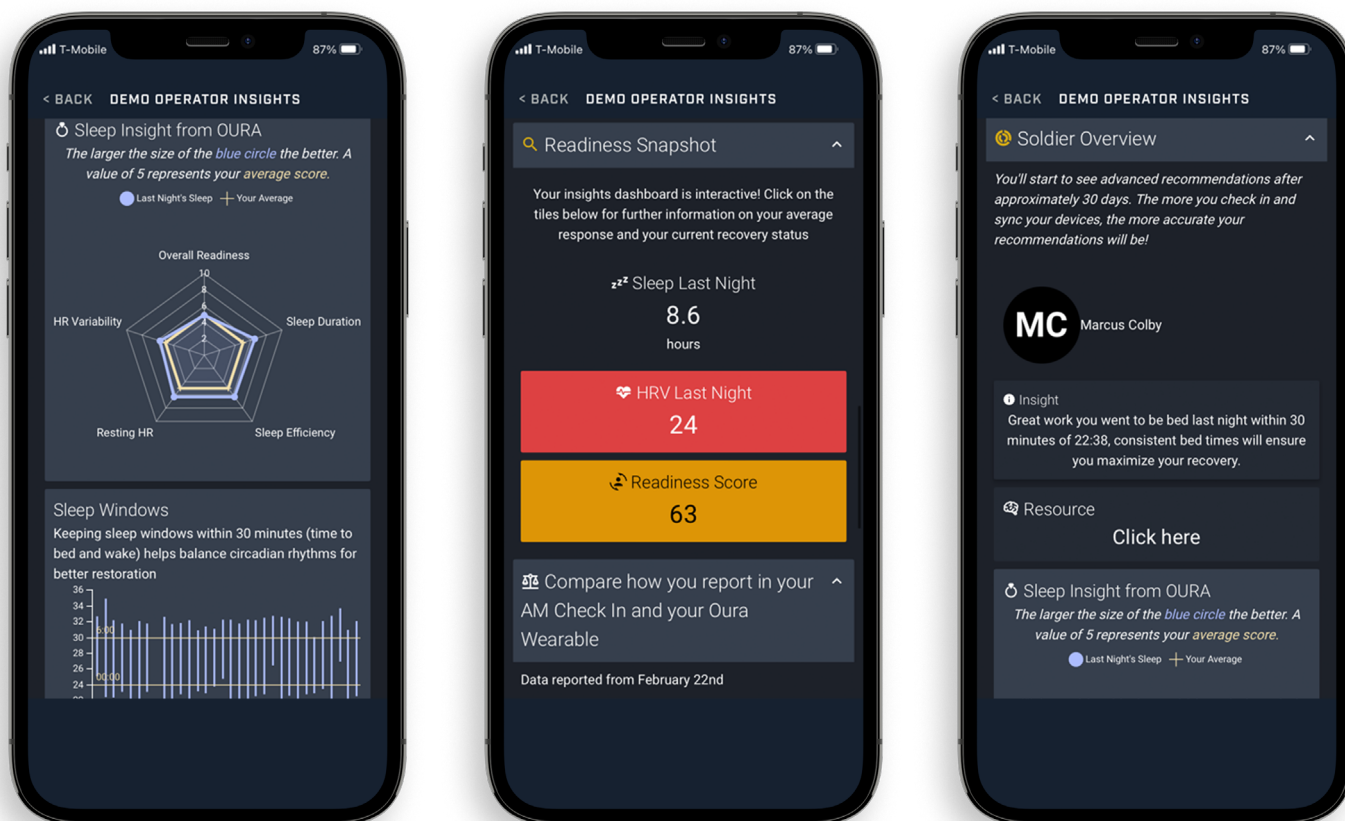 T-Mobile
87%
< BACK DEMO OPERATOR INSIGHTS
Sleep Insight from OURA
The larger the size of the blue circle the better. A
value of 5 represents your average score.
Last Night's Sleep Your Average
Overall Readiness
10
8
6
4
2
HR Variability
Sleep Duration
Resting HR
Sleep Efficiency
Sleep Windows
Keeping sleep windows within 30 minutes (time to
bed and wake) helps balance circadian rhythms for
better restoration
36
34
32
6:00
30
28
26
00:00
24
T-Mobile
87%
< BACK DEMO OPERATOR INSIGHTS
Readiness Snapshot
Your insights dashboard is interactive! Click on the
tiles below for further information on your average
response and your current recovery status
zzz Sleep Last Night
8.6
hours
HRV Last Night
24
Readiness Score
63
Compare how you report in your
AM Check In and your Oura
Wearable
Data reported from February 22nd
T-Mobile
87%
< BACK DEMO OPERATOR INSIGHTS
Soldier Overview
You'll start to see advanced recommendations after
approximately 30 days. The more you check in and
sync your devices, the more accurate your
recommendations will be!
MC
Marcus Colby
Insight
Great work you went to be bed last night within 30
minutes of 22:38, consistent bed times will ensure
you maximize your recovery.
Resource
Click here
Sleep Insight from OURA
The larger the size of the blue circle the better. A
value of 5 represents your average score.
Last Night's Sleep Your Average